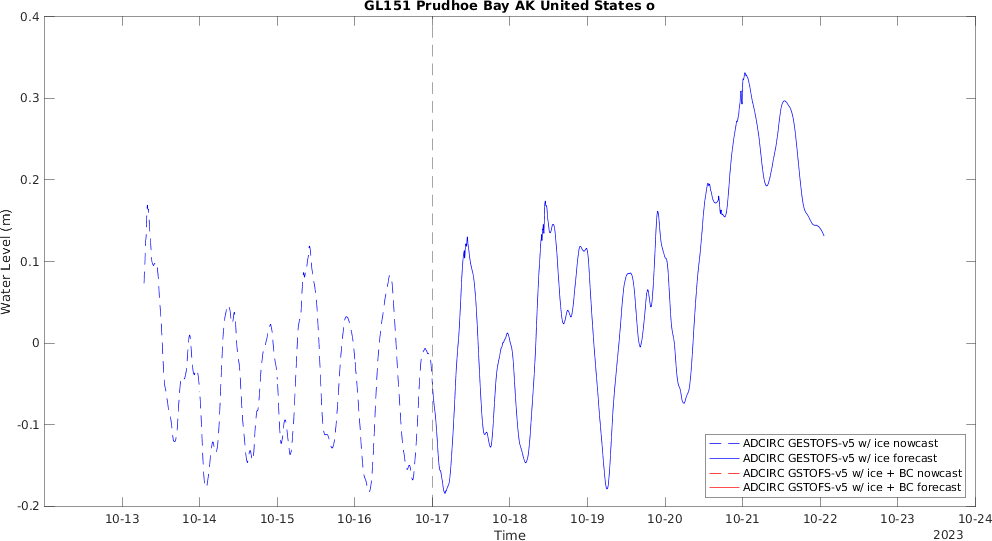 GL151 Prudhoe Bay AK United States o
0.4
0.3
0.2
0.1
0
-0.1
-0.2
Water Level (m)
ADCIRC GESTOFS-v5 w/ ice nowcast
ADCIRC GESTOFS-v5 w/ ice forecast
ADCIRC GSTOFS-v5 w/ ice + BC nowcast
ADCIRC GSTOFS-v5 w/ ice + BC forecast
10-13 10-14 10-15 10-16 10-17 10-18 10-19 10-20 10-21 10-22 10-23 10-24
Time
2023